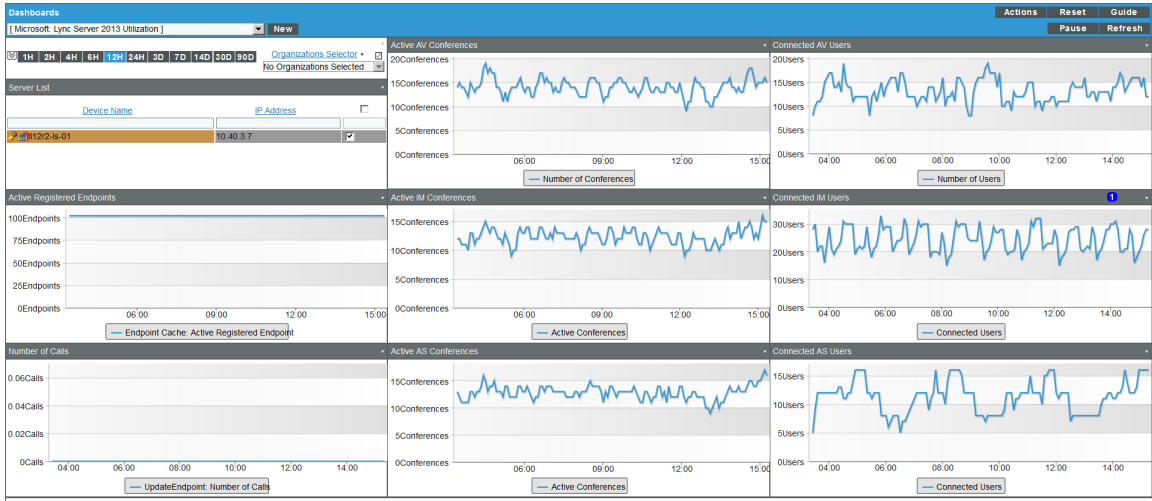 Dashboards
Actions Reset Guide
[ Microsoft: Lync Server 2013 Utilization ] New Pause Refresh
1H 2H 4H 6H 12H 24H 3D 7D 14D 30D 90D Organizations Selector
No Organizations Selected
Server List
Device Name IP Address
tl12r2-ls-01 10.40.3.7
Active AV Conferences
20Conferences
15Conferences
10Conferences
5Conferences
0Conferences
06:00 09:00 12:00 15:00
Number of Conferences
Connected AV Users
20Users
15Users
10Users
5Users
0Users
04:00 06:00 08:00 10:00 12:00 14:00
Number of Users
Active Registered Endpoints
100Endpoints
75Endpoints
50Endpoints
25Endpoints
0Endpoints
06:00 09:00 12:00 15:00
Endpoint Cache: Active Registered Endpoint
Active IM Conferences
15Conferences
10Conferences
5Conferences
0Conferences
06:00 09:00 12:00 15:00
Active Conferences
Connected IM Users 1
30Users
20Users
10Users
0Users
04:00 06:00 08:00 10:00 12:00 14:00
Connected Users
Number of Calls
0.06Calls
0.04Calls
0.02Calls
0Calls
04:00 06:00 08:00 10:00 12:00 14:00
UpdateEndpoint: Number of Calls
Active AS Conferences
15Conferences
10Conferences
5Conferences
0Conferences
06:00 09:00 12:00 15:00
Active Conferences
Connected AS Users
15Users
10Users
5Users
0Users
04:00 06:00 08:00 10:00 12:00 14:00
Connected Users